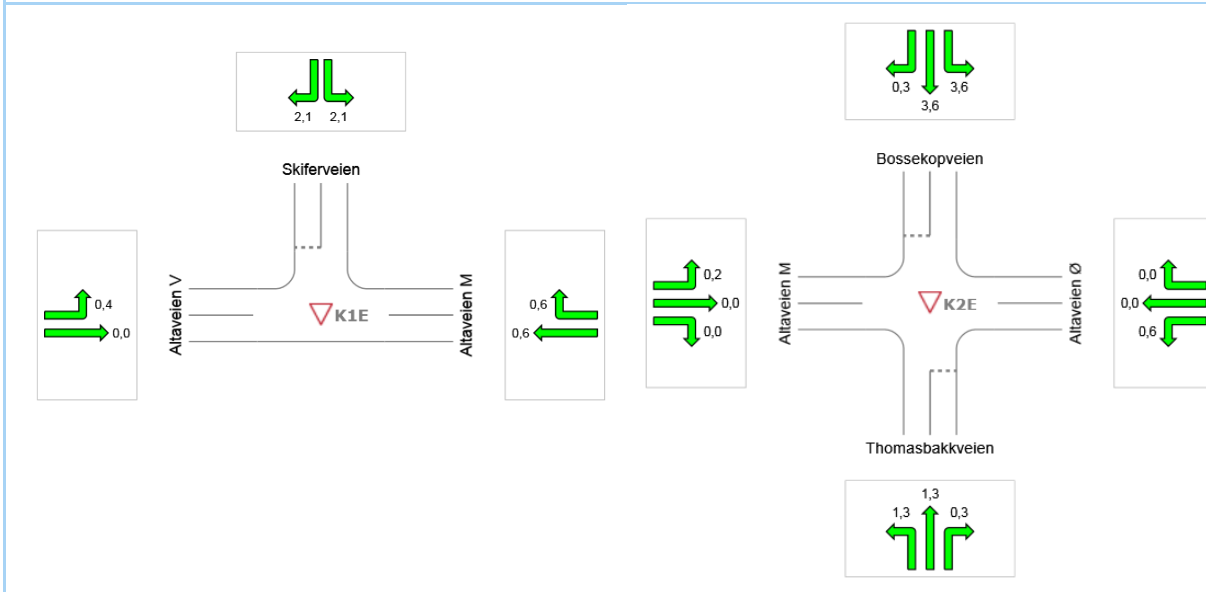 2,1 2,1
Skiferveien
Altaveien V
0,4
0,0
K1E
Altaveien M
0,6
0,6
0,3 3,6
3,6
Bossekopveien
Altaveien M
0,2
0,0
0,0
K2E
Altaveien Ø
0,0
0,0
0,6
Thomasbakkveien
1,3
1,3 0,3